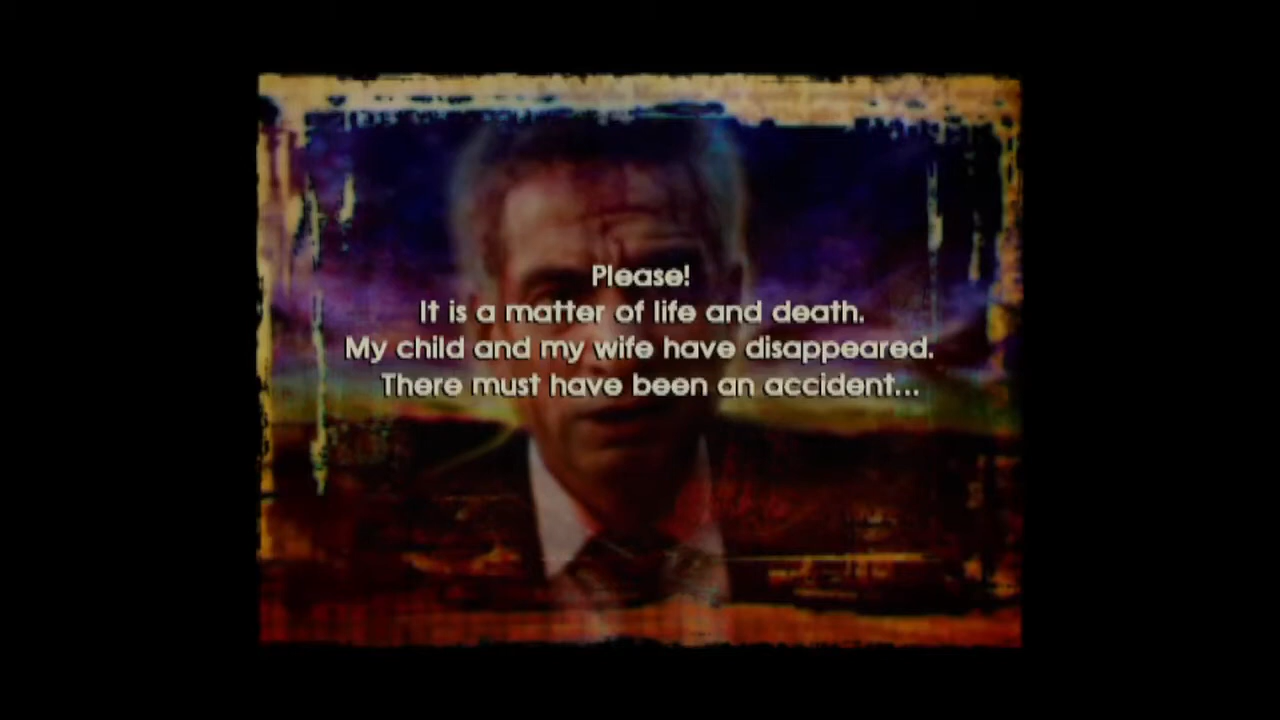 Please!
It is a matter of life and death.
My child and my wife have disappeared.
There must have been an accident...